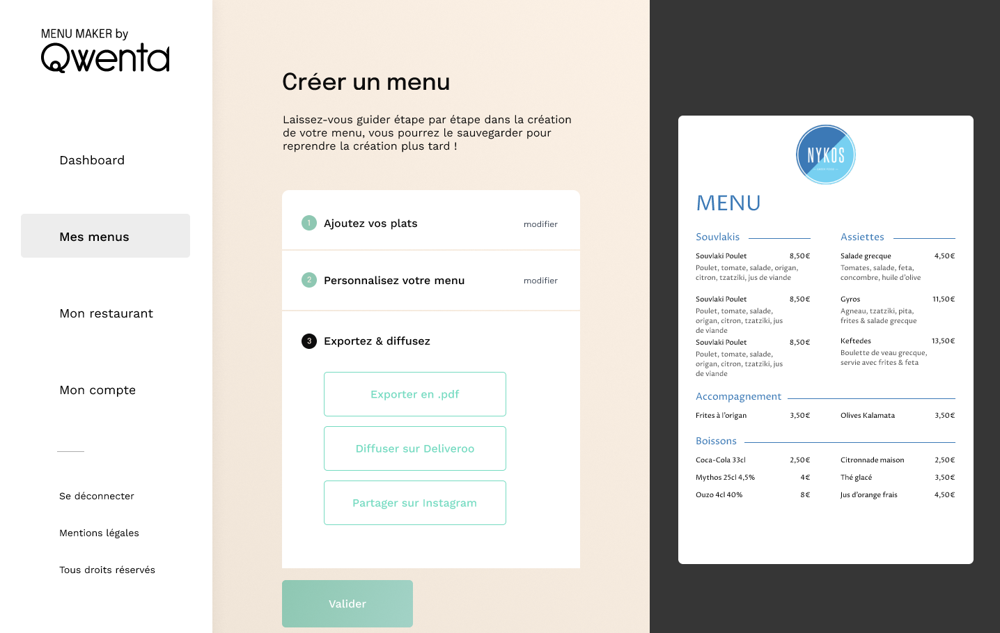 MENU MAKER by
Qwenta
Dashboard
Mes menus
Mon restaurant
Mon compte
Se déconnecter
Mentions légales
Tous droits réservés
Créer un menu
Laissez-vous guider étape par étape dans la création
de votre menu, vous pourrez le sauvegarder pour
reprendre la création plus tard !
1 Ajoutez vos plats modifier
2 Personnalisez votre menu modifier
3 Exportez & diffusez
Exporter en .pdf
Diffuser sur Deliveroo
Partager sur Instagram
Valider
NYKOS
MENU
Souvlakis
Souvlaki Poulet 8,50€
Poulet, tomate, salade, origan,
citron, tzatziki, jus de viande
Souvlaki Poulet 8,50€
Poulet, tomate, salade,
origan, citron, tzatziki, jus
de viande
Souvlaki Poulet 8,50€
Poulet, tomate, salade,
origan, citron, tzatziki, jus
de viande
Assiettes
Salade grecque 4,50€
Tomates, salade, feta,
concombre, huile d'olive
Gyros 11,50€
Agneau, tzatziki, pita,
frites & salade grecque
Keftedes 13,50€
Boulette de veau grecque,
servie avec frites & feta
Accompagnement
Frites à l'origan 3,50€
Olives Kalamata 3,50€
Boissons
Coca-Cola 33cl 2,50€
Mythos 25cl 4,5% 4€
Ouzo 4cl 40% 8€
Citronnade maison 2,50€
Thé glacé 3,50€
Jus d'orange frais 4,50€